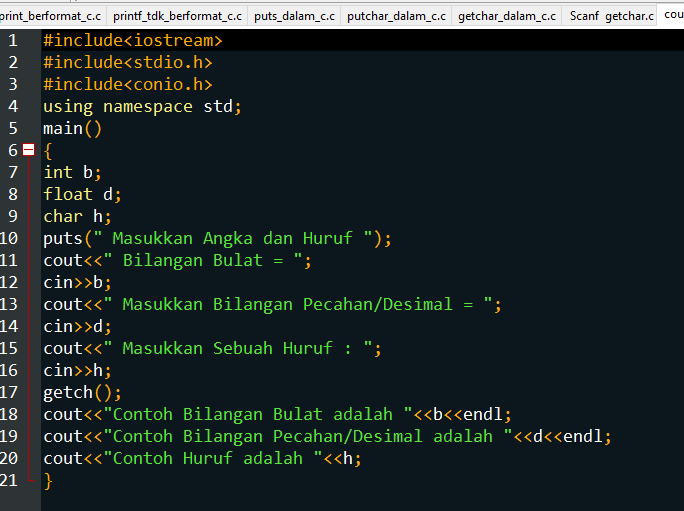 print_berformat_c.c printf_tdk_berformat_c.c puts_dalam_c.c putchar_dalam_c.c getchar_dalam_c.c Scanf getchar.c cou
1 #include<iostream>
2 #include<stdio.h>
3 #include<conio.h>
4 using namespace std;
5 main()
6 {
7 int b;
8 float d;
9 char h;
10 puts(" Masukkan Angka dan Huruf ");
11 cout<<" Bilangan Bulat = ";
12 cin>>b;
13 cout<<" Masukkan Bilangan Pecahan/Desimal = ";
14 cin>>d;
15 cout<<" Masukkan Sebuah Huruf : ";
16 cin>>h;
17 getch();
18 cout<<"Contoh Bilangan Bulat adalah "<<b<<endl;
19 cout<<"Contoh Bilangan Pecahan/Desimal adalah "<<d<<endl;
20 cout<<"Contoh Huruf adalah "<<h;
21 }